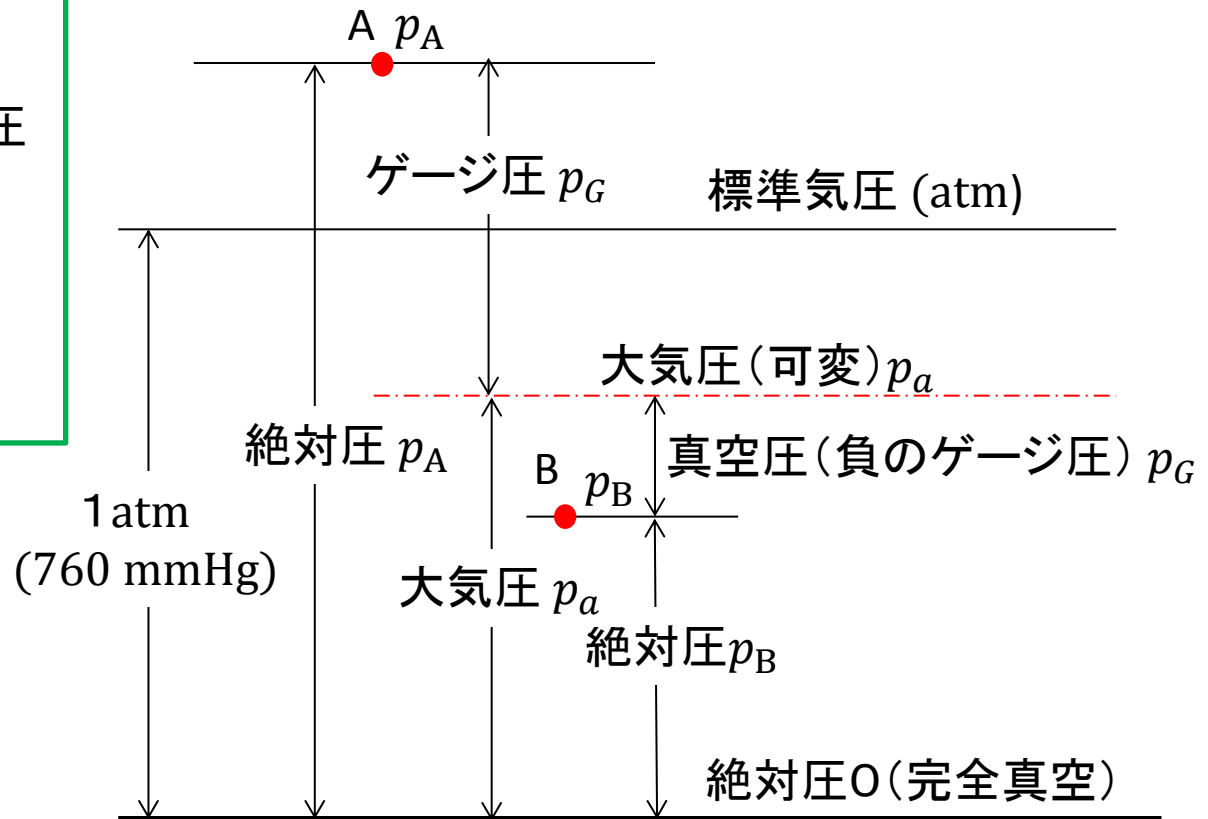 A pA
圧
ゲージ圧 pG
標準気圧 (atm)
大気圧(可変)pa
絶対圧 pA
真空圧(負のゲージ圧) pG
B pB
1atm
(760 mmHg)
大気圧 pa
絶対圧pB
絶対圧0(完全真空)